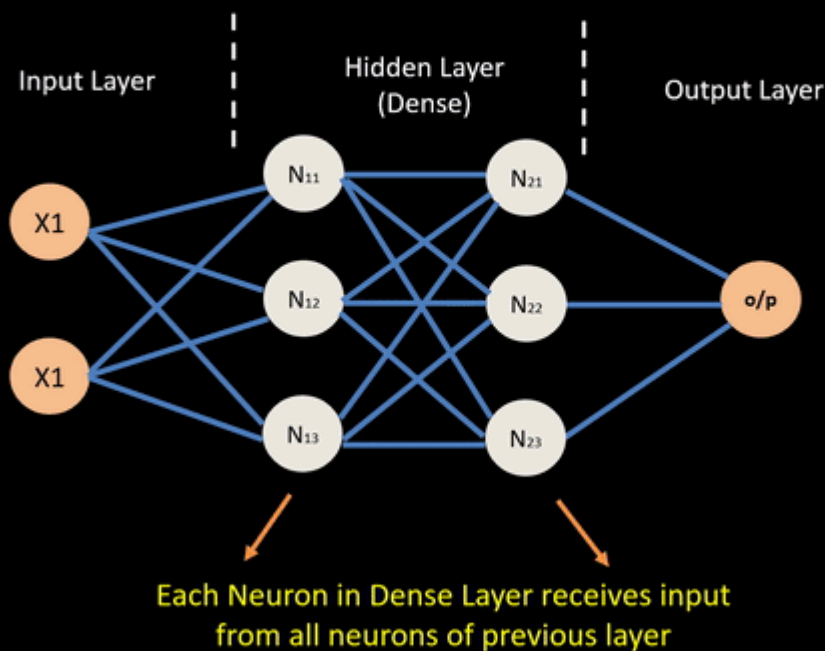 Input Layer
Hidden Layer
(Dense)
Output Layer
X1
X1
N₁₁
N₁₂
N₁₃
N₂₁
N₂₂
N₂₃
o/p
Each Neuron in Dense Layer receives input
from all neurons of previous layer